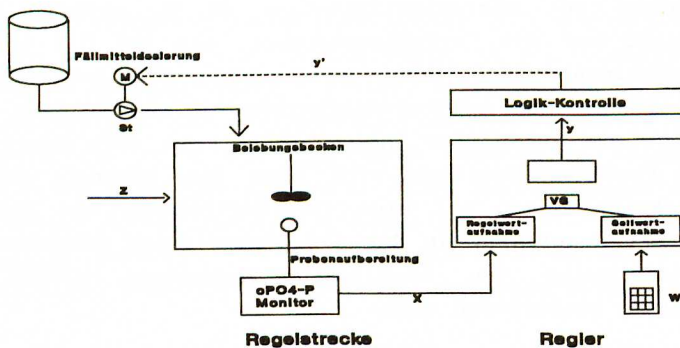 Fällmitteldosierung
M
y'
Logik-Kontrolle
St
y
Belebungsbecken
Z
VG
Regelwert-
aufnahme
Sollwert-
aufnahme
Probenaufbereitung
oPO4-P
Monitor
X
W
Regelstrecke
Regler